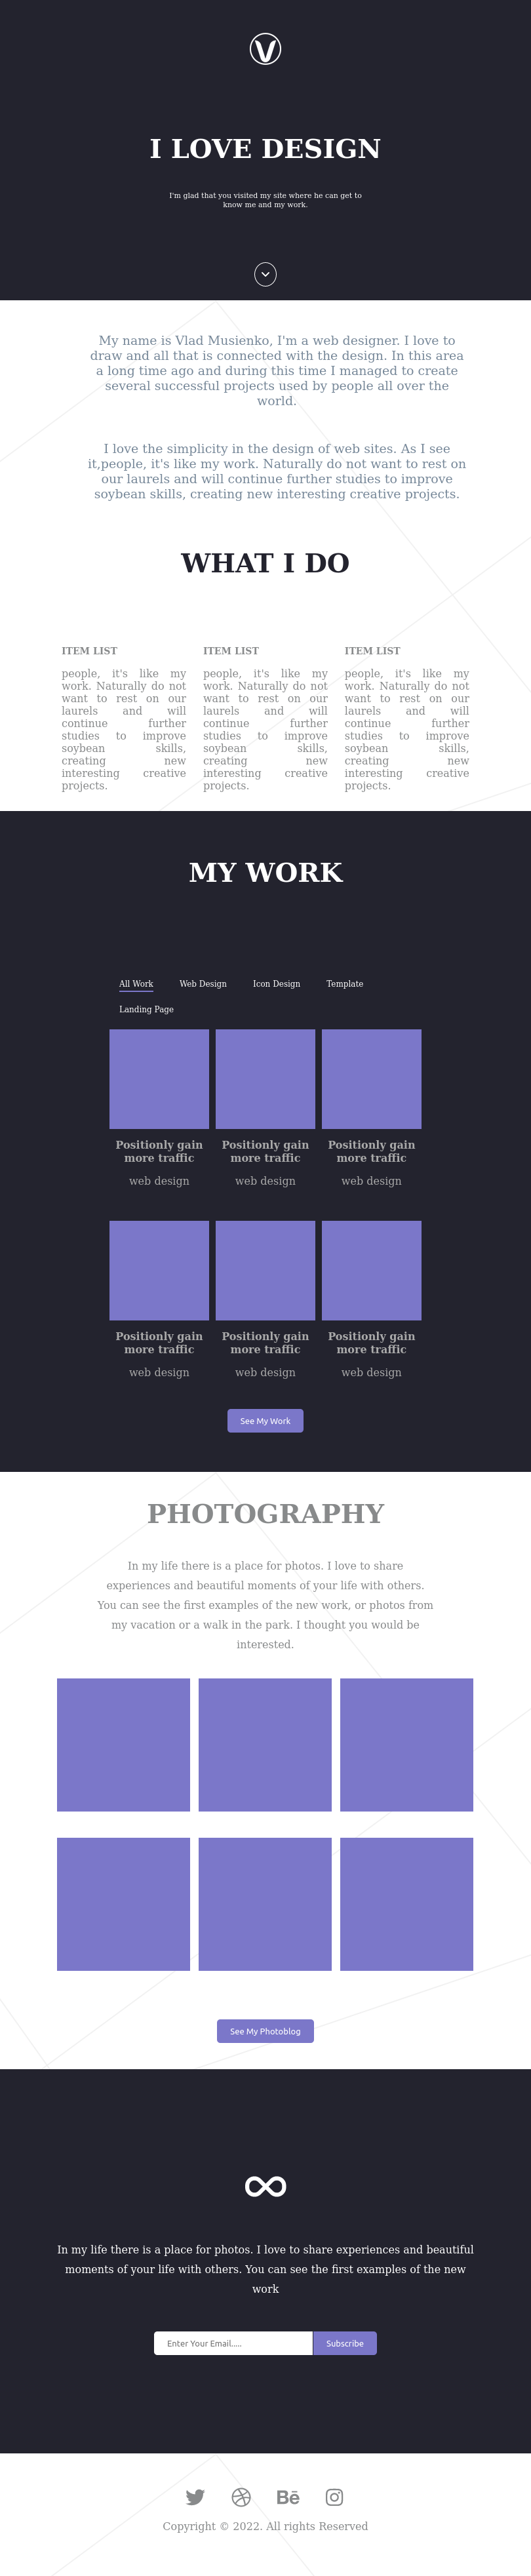 V
I LOVE DESIGN
I'm glad that you visited my site where he can get to
know me and my work.
My name is Vlad Musienko, I'm a web designer. I love to
draw and all that is connected with the design. In this area
a long time ago and during this time I managed to create
several successful projects used by people all over the
world.
I love the simplicity in the design of web sites. As I see
it,people, it's like my work. Naturally do not want to rest on
our laurels and will continue further studies to improve
soybean skills, creating new interesting creative projects.
WHAT I DO
ITEM LIST
people, it's like my
work. Naturally do not
want to rest on our
laurels and will
continue further
studies to improve
soybean skills,
creating new
interesting creative
projects.
ITEM LIST
people, it's like my
work. Naturally do not
want to rest on our
laurels and will
continue further
studies to improve
soybean skills,
creating new
interesting creative
projects.
ITEM LIST
people, it's like my
work. Naturally do not
want to rest on our
laurels and will
continue further
studies to improve
soybean skills,
creating new
interesting creative
projects.
MY WORK
All Work Web Design Icon Design Template
Landing Page
Positionly gain
more traffic
web design
Positionly gain
more traffic
web design
Positionly gain
more traffic
web design
Positionly gain
more traffic
web design
Positionly gain
more traffic
web design
Positionly gain
more traffic
web design
See My Work
PHOTOGRAPHY
In my life there is a place for photos. I love to share
experiences and beautiful moments of your life with others.
You can see the first examples of the new work, or photos from
my vacation or a walk in the park. I thought you would be
interested.
See My Photoblog
In my life there is a place for photos. I love to share experiences and beautiful
moments of your life with others. You can see the first examples of the new
work
Enter Your Email..... Subscribe
Bē
Copyright © 2022. All rights Reserved